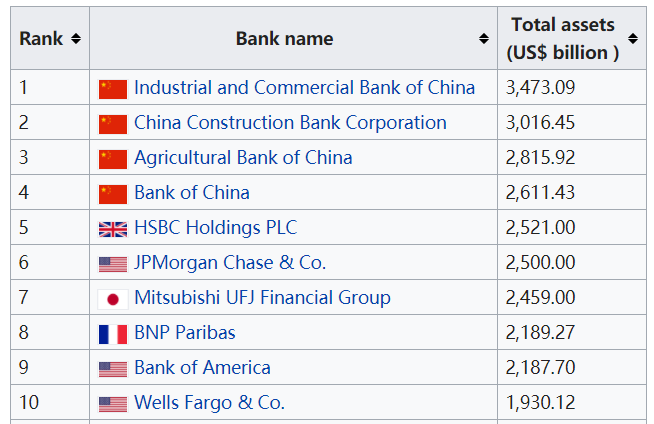 Rank Bank name Total assets (US$ billion )
1 Industrial and Commercial Bank of China 3,473.09
2 China Construction Bank Corporation 3,016.45
3 Agricultural Bank of China 2,815.92
4 Bank of China 2,611.43
5 HSBC Holdings PLC 2,521.00
6 JPMorgan Chase & Co. 2,500.00
7 Mitsubishi UFJ Financial Group 2,459.00
8 BNP Paribas 2,189.27
9 Bank of America 2,187.70
10 Wells Fargo & Co. 1,930.12